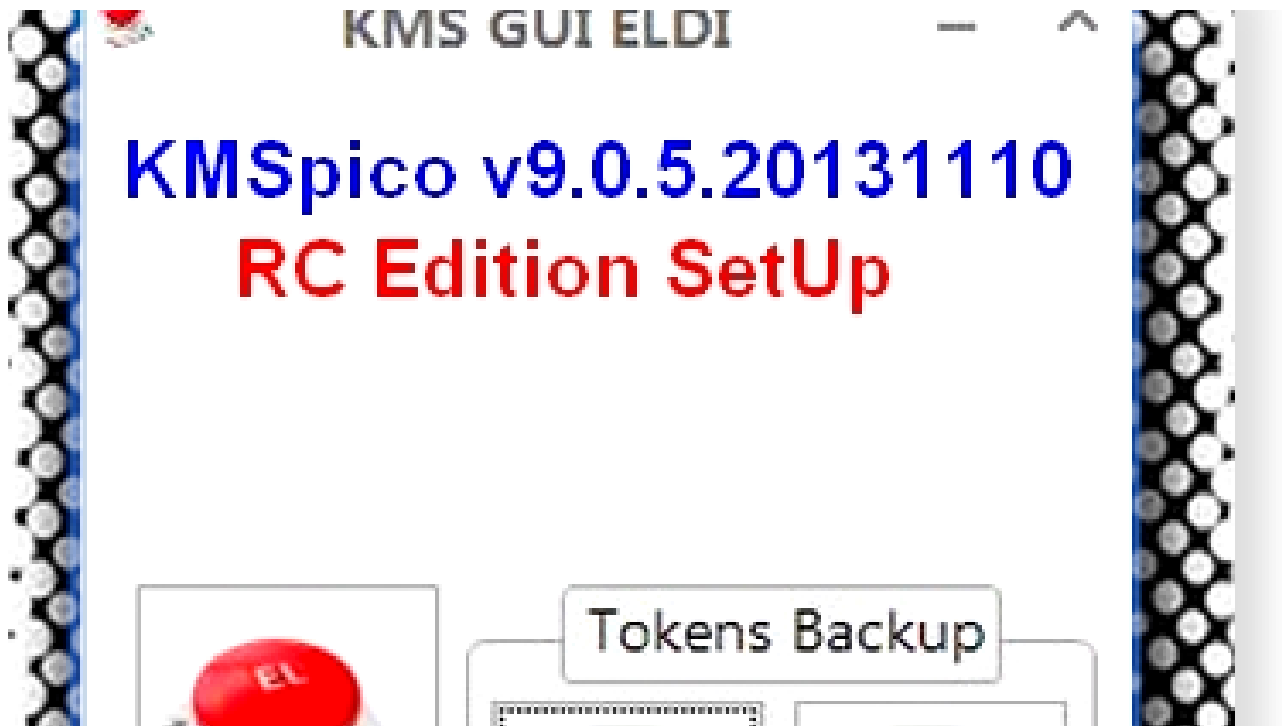 KMS GUI ELDI
KMSpico v9.0.5.20131110
RC Edition SetUp
Tokens Backup
EL